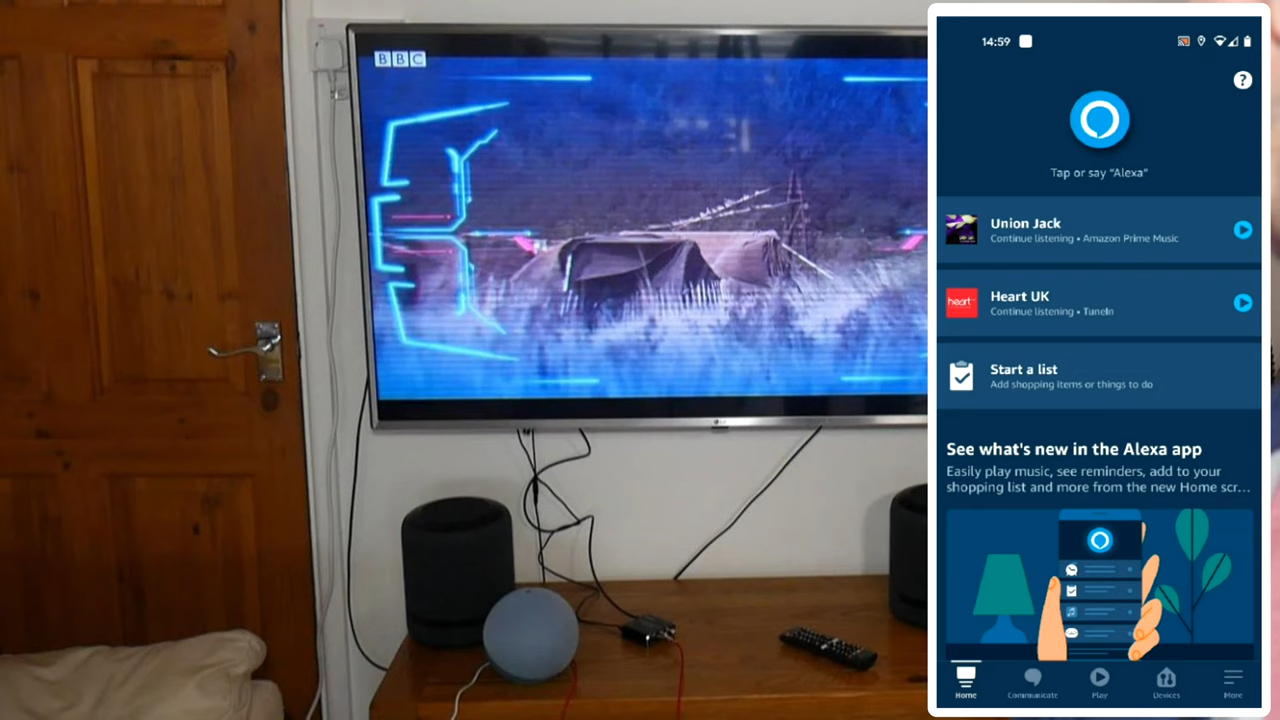 BBC
LG
14:59
?
Tap or say “Alexa”
Union Jack
Continue listening • Amazon Prime Music
heart
Heart UK
Continue listening • TuneIn
Start a list
Add shopping items or things to do
See what's new in the Alexa app
Easily play music, see reminders, add to your
shopping list and more from the new Home scr...
Home
Communicate
Play
Devices
More